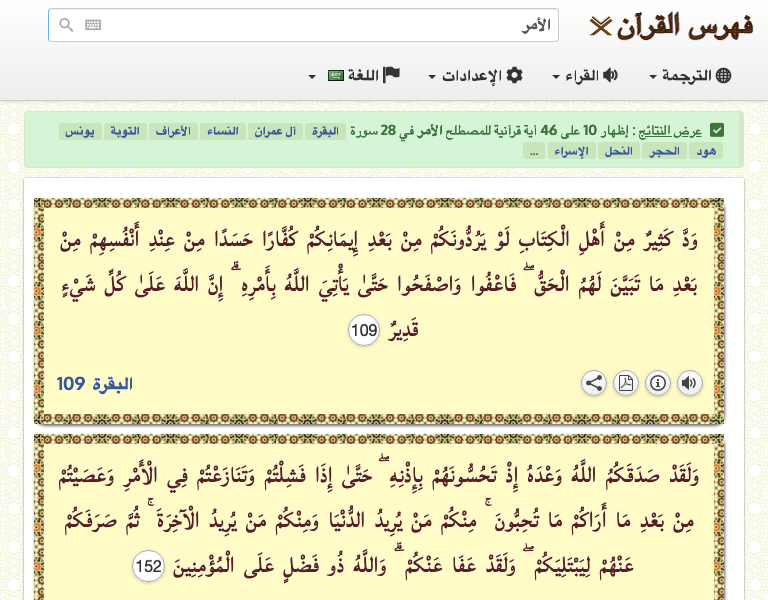 فهرس القرآن
الأمر
الترجمة القراء الإعدادات اللغة
عرض النتائج : إظهار 10 على 46 آية قرآنية للمصطلح الأمر في 28 سورة البقرة آل عمران النساء الأعراف التوبة يونس
هود الحجر النحل الإسراء ...
وَدَّ كَثِيرٌ مِنْ أَهْلِ الْكِتَابِ لَوْ يَرُدُّونَكُمْ مِنْ بَعْدِ إِيمَانِكُمْ كُفَّارًا حَسَدًا مِنْ عِنْدِ أَنْفُسِهِمْ مِنْ
بَعْدِ مَا تَبَيَّنَ لَهُمُ الْحَقُّ ۖ فَاعْفُوا وَاصْفَحُوا حَتَّىٰ يَأْتِيَ اللَّهُ بِأَمْرِهِ ۗ إِنَّ اللَّهَ عَلَىٰ كُلِّ شَيْءٍ
قَدِيرٌ 109
البقرة 109
وَلَقَدْ صَدَقَكُمُ اللَّهُ وَعْدَهُ إِذْ تَحُسُّونَهُمْ بِإِذْنِهِ ۖ حَتَّىٰ إِذَا فَشِلْتُمْ وَتَنَازَعْتُمْ فِي الْأَمْرِ وَعَصَيْتُمْ
مِنْ بَعْدِ مَا أَرَاكُمْ مَا تُحِبُّونَ ۚ مِنْكُمْ مَنْ يُرِيدُ الدُّنْيَا وَمِنْكُمْ مَنْ يُرِيدُ الْآخِرَةَ ۚ ثُمَّ صَرَفَكُمْ
عَنْهُمْ لِيَبْتَلِيَكُمْ ۖ وَلَقَدْ عَفَا عَنْكُمْ ۗ وَاللَّهُ ذُو فَضْلٍ عَلَى الْمُؤْمِنِينَ 152